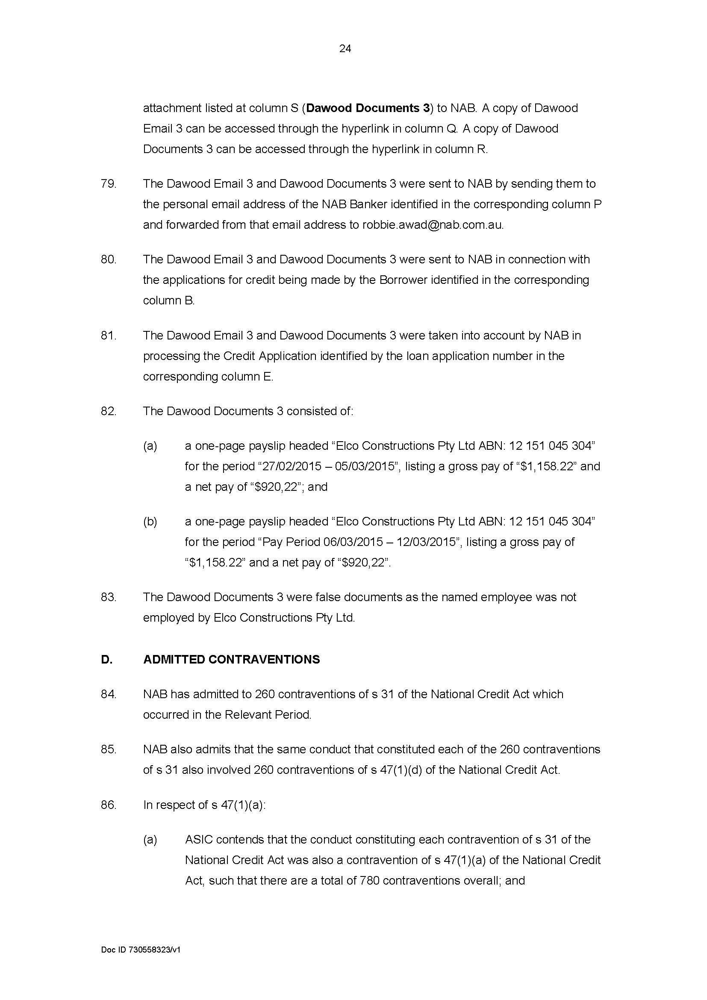 24
attachment listed at column S (Dawood Documents 3) to NAB. A copy of Dawood
Email 3 can be accessed through the hyperlink in column Q. A copy of Dawood
Documents 3 can be accessed through the hyperlink in column R.
79. The Dawood Email 3 and Dawood Documents 3 were sent to NAB by sending them to
the personal email address of the NAB Banker identified in the corresponding column P
and forwarded from that email address to robbie.awad@nab.com.au.
80. The Dawood Email 3 and Dawood Documents 3 were sent to NAB in connection with
the applications for credit being made by the Borrower identified in the corresponding
column B.
81. The Dawood Email 3 and Dawood Documents 3 were taken into account by NAB in
processing the Credit Application identified by the loan application number in the
corresponding column E.
82. The Dawood Documents 3 consisted of:
(a) a one-page payslip headed “Elco Constructions Pty Ltd ABN: 12 151 045 304”
for the period “27/02/2015 – 05/03/2015”, listing a gross pay of “$1,158.22” and
a net pay of “$920,22”; and
(b) a one-page payslip headed “Elco Constructions Pty Ltd ABN: 12 151 045 304”
for the period “Pay Period 06/03/2015 – 12/03/2015”, listing a gross pay of
“$1,158.22” and a net pay of “$920,22”.
83. The Dawood Documents 3 were false documents as the named employee was not
employed by Elco Constructions Pty Ltd.
D. ADMITTED CONTRAVENTIONS
84. NAB has admitted to 260 contraventions of s 31 of the National Credit Act which
occurred in the Relevant Period.
85. NAB also admits that the same conduct that constituted each of the 260 contraventions
of s 31 also involved 260 contraventions of s 47(1)(d) of the National Credit Act.
86. In respect of s 47(1)(a):
(a) ASIC contends that the conduct constituting each contravention of s 31 of the
National Credit Act was also a contravention of s 47(1)(a) of the National Credit
Act, such that there are a total of 780 contraventions overall; and
Doc ID 730558323/v1